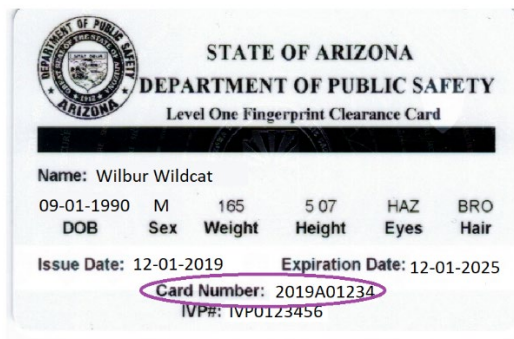 DEPARTMENT OF PUBLIC SAFETY
ARIZONA
STATE OF ARIZONA
DEPARTMENT OF PUBLIC SAFETY
Level One Fingerprint Clearance Card
Name: Wilbur Wildcat
09-01-1990 M 165 5 07 HAZ BRO
DOB Sex Weight Height Eyes Hair
Issue Date: 12-01-2019 Expiration Date: 12-01-2025
Card Number: 2019A01234
IVP#: IVP0123456